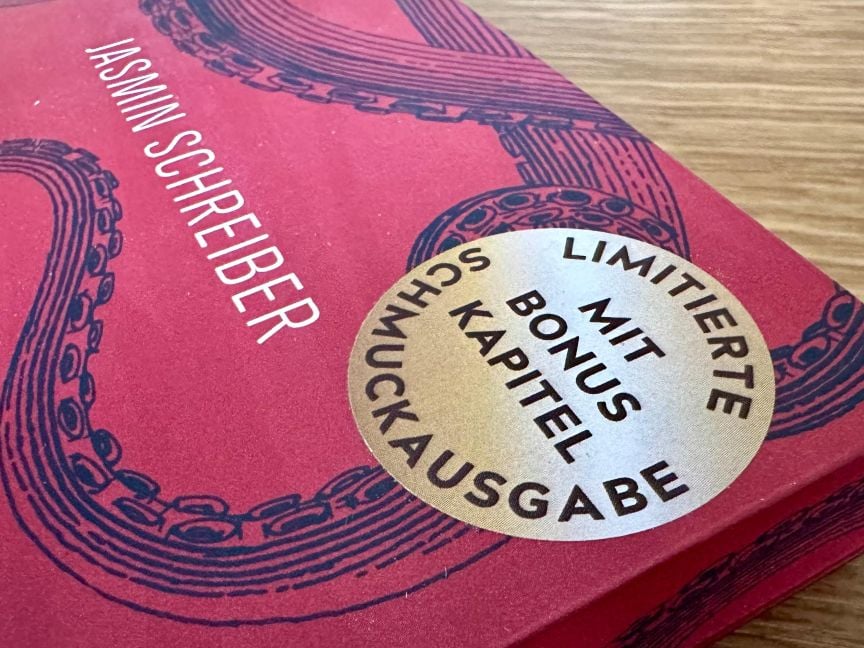 JASMIN SCHREIBER
LIMITIERTE
MIT
BONUS
KAPITEL
SCHMUCKAUSGABE